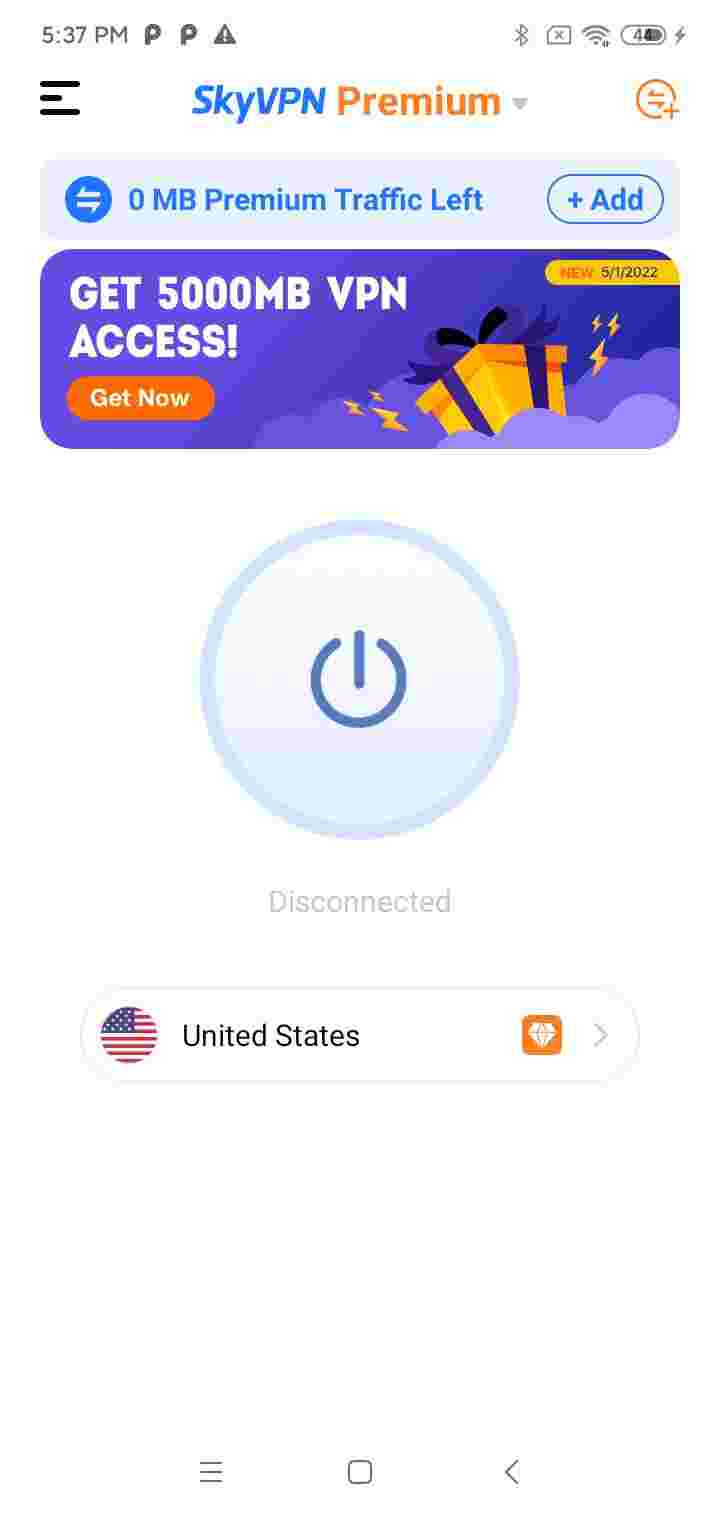 5:37 PM
44
SkyVPN Premium
0 MB Premium Traffic Left
+ Add
NEW 5/1/2022
GET 5000MB VPN
ACCESS!
Get Now
Disconnected
United States